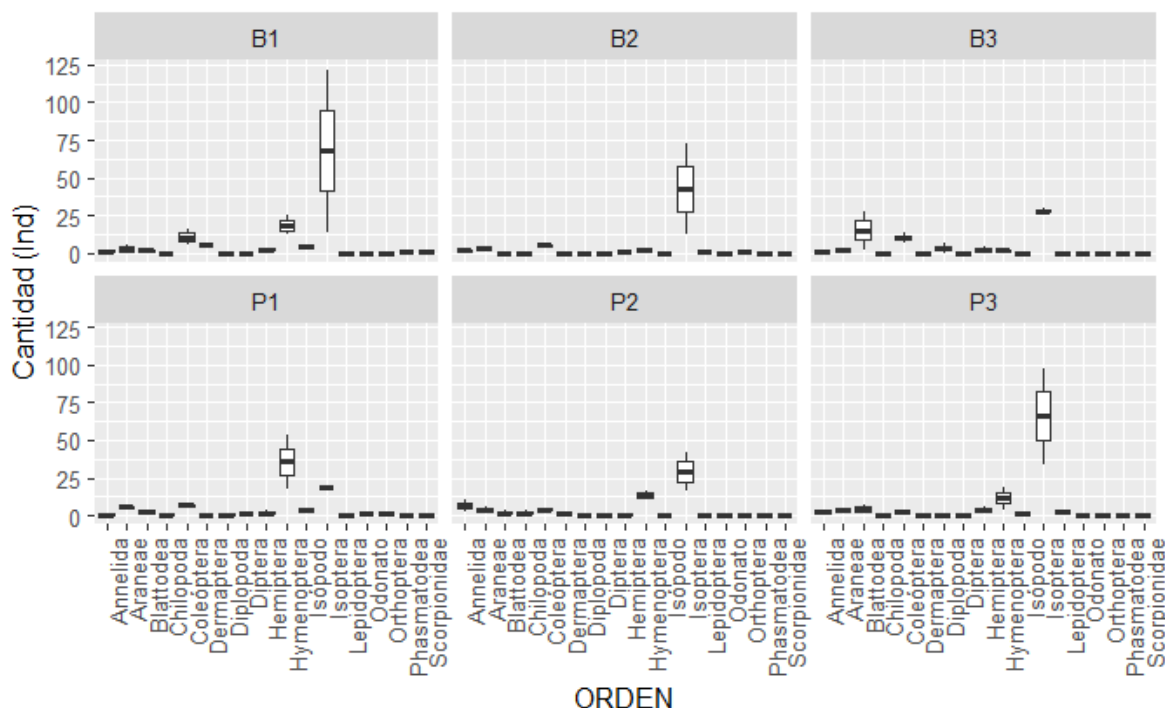 B1 B2 B3
125
100
75
50
25
0
P1 P2 P3
125
100
75
50
25
0
Cantidad (Ind)
Annelida Araneae Blattodea Chilopoda Coleóptera Dermaptera Diplopoda Diptera Hemiptera Hymenoptera Isópodo Isoptera Lepidoptera Odonato Orthoptera Phasmatodea Scorpionidae
Annelida Araneae Blattodea Chilopoda Coleóptera Dermaptera Diplopoda Diptera Hemiptera Hymenoptera Isópodo Isoptera Lepidoptera Odonato Orthoptera Phasmatodea Scorpionidae
Annelida Araneae Blattodea Chilopoda Coleóptera Dermaptera Diplopoda Diptera Hemiptera Hymenoptera Isópodo Isoptera Lepidoptera Odonato Orthoptera Phasmatodea Scorpionidae
ORDEN